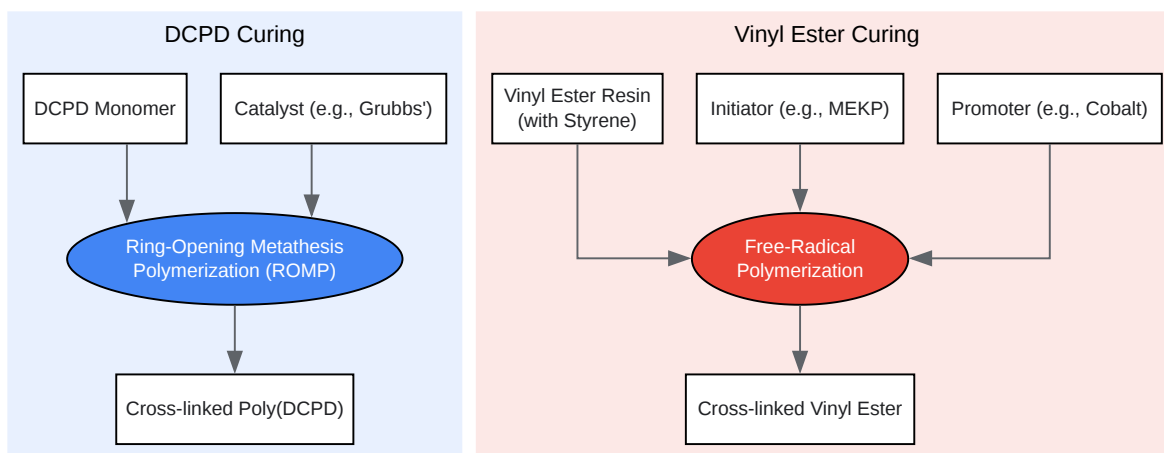 DCPD Curing
DCPD Monomer
Catalyst (e.g., Grubbs')
Ring-Opening Metathesis
Polymerization (ROMP)
Cross-linked Poly(DCPD)
Vinyl Ester Curing
Vinyl Ester Resin
(with Styrene)
Initiator (e.g., MEKP)
Promoter (e.g., Cobalt)
Free-Radical
Polymerization
Cross-linked Vinyl Ester